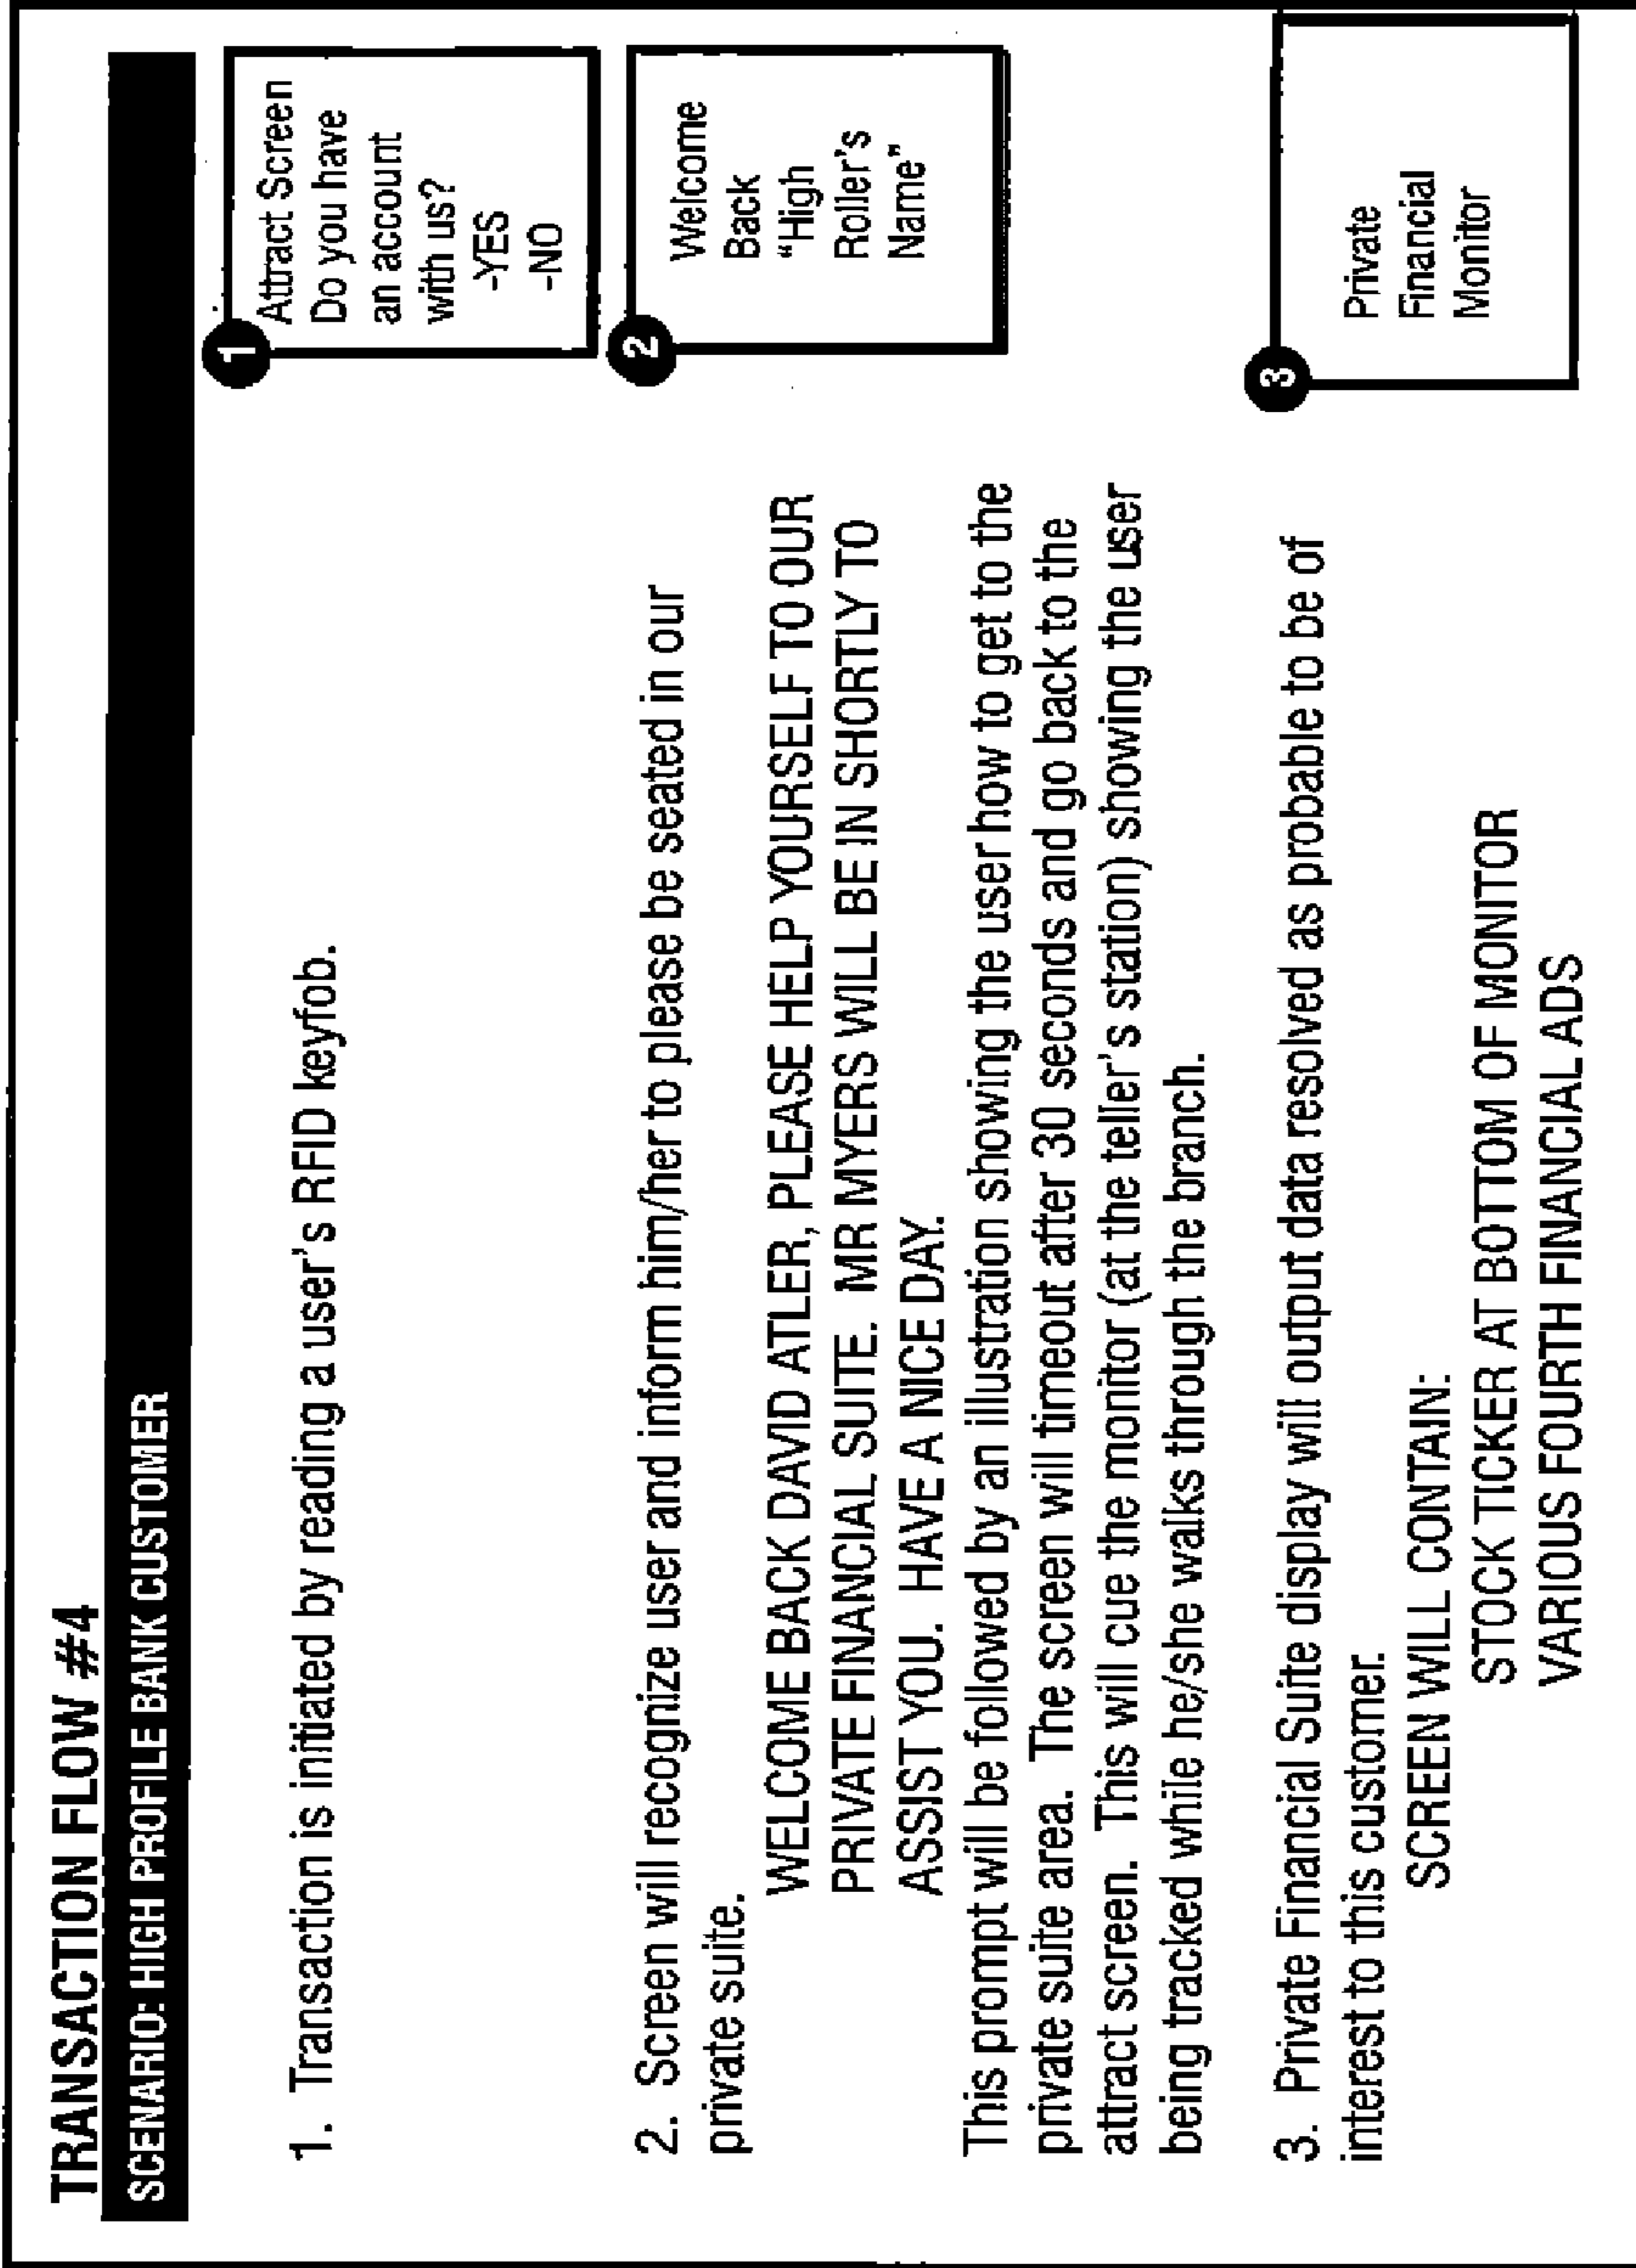 TRANSACTION FLOW #4
SCENARIO: HIGH PROFILE BANK CUSTOMER
1. Transaction is initiated by reading a user's RFID keyfob.
1
Attract Screen
Do you have
an account
with us?
-YES
-NO
2. Screen will recognize user and inform him/her to please be seated in our
private suite.
WELCOME BACK DAVID ATLER, PLEASE HELP YOURSELF TO OUR
PRIVATE FINANCIAL SUITE. MR MYERS WILL BE IN SHORTLY TO
ASSIST YOU. HAVE A NICE DAY.
This prompt will be followed by an illustration showing the user how to get to the
private suite area. The screen will timeout after 30 seconds and go back to the
attract screen. This will cue the monitor (at the teller's station) showing the user
being tracked while he/she walks through the branch.
2
Welcome
Back
“High
Roller's
Name”
3. Private Financial Suite display will output data resolved as probable to be of
interest to this customer.
SCREEN WILL CONTAIN:
STOCK TICKER AT BOTTOM OF MONITOR
VARIOUS FOURTH FINANCIAL ADS
3
Private
Financial
Monitor